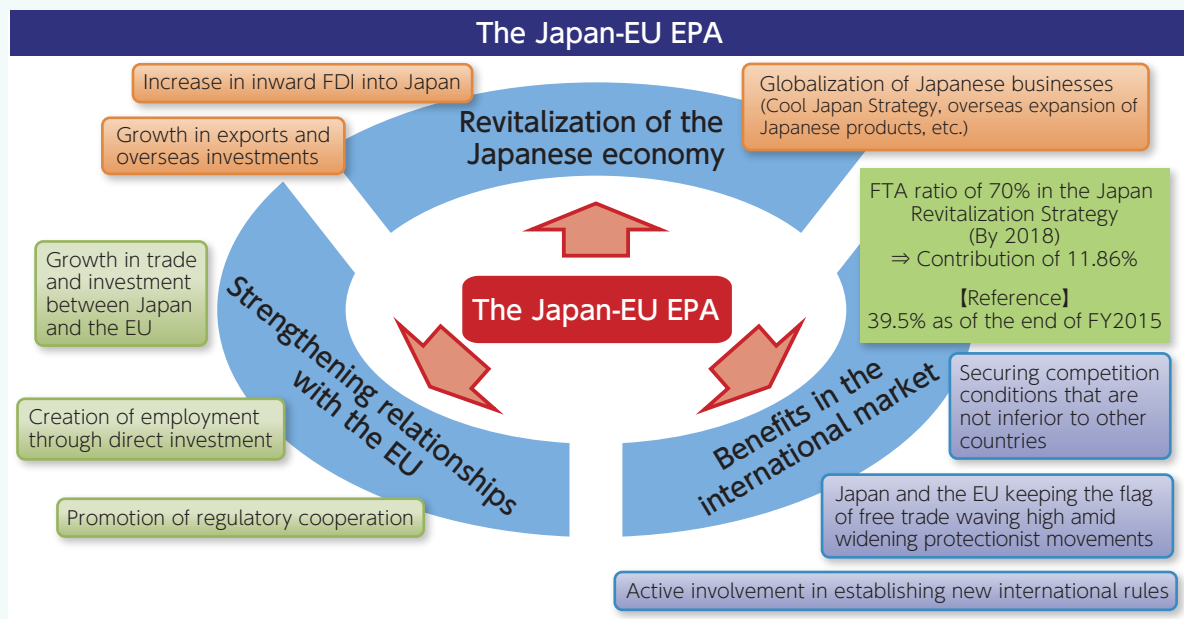 The Japan-EU EPA
Increase in inward FDI into Japan
Growth in exports and
overseas investments
Revitalization of the
Japanese economy
Globalization of Japanese businesses
(Cool Japan Strategy, overseas expansion of
Japanese products, etc.)
FTA ratio of 70% in the Japan
Revitalization Strategy
(By 2018)
⇒ Contribution of 11.86%
【Reference】
39.5% as of the end of FY2015
The Japan-EU EPA
Growth in trade
and investment
between Japan
and the EU
Strengthening relationships
with the EU
Creation of employment
through direct investment
Promotion of regulatory cooperation
Benefits in the
international market
Securing competition
conditions that are
not inferior to other
countries
Japan and the EU keeping the flag
of free trade waving high amid
widening protectionist movements
Active involvement in establishing new international rules